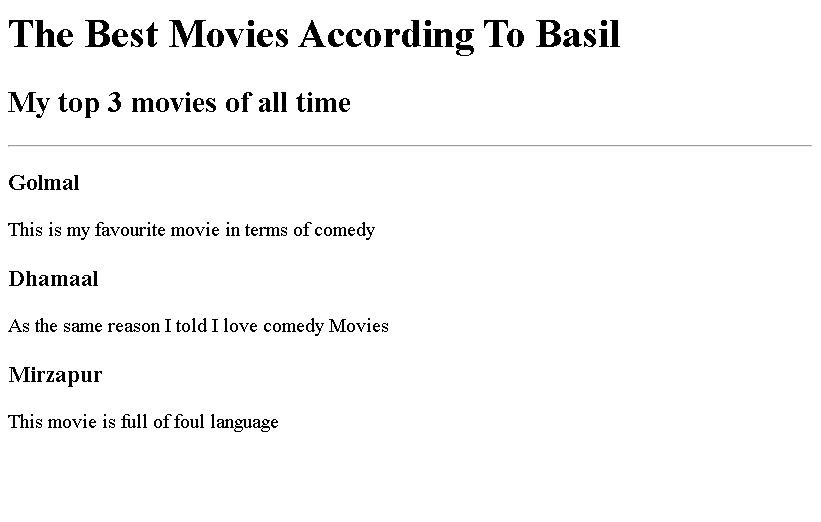 The Best Movies According To Basil
My top 3 movies of all time
Golmal
This is my favourite movie in terms of comedy
Dhamaal
As the same reason I told I love comedy Movies
Mirzapur
This movie is full of foul language